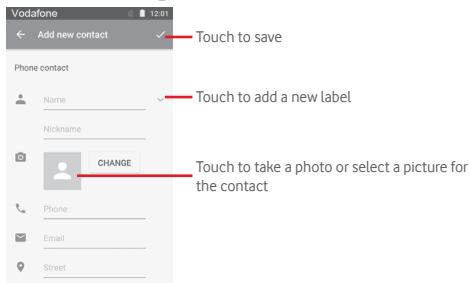 Vodafone 12:01
Add new contact
Touch to save
Phone contact
Name
Touch to add a new label
Nickname
CHANGE
Touch to take a photo or select a picture for
the contact
Phone
Email
Street